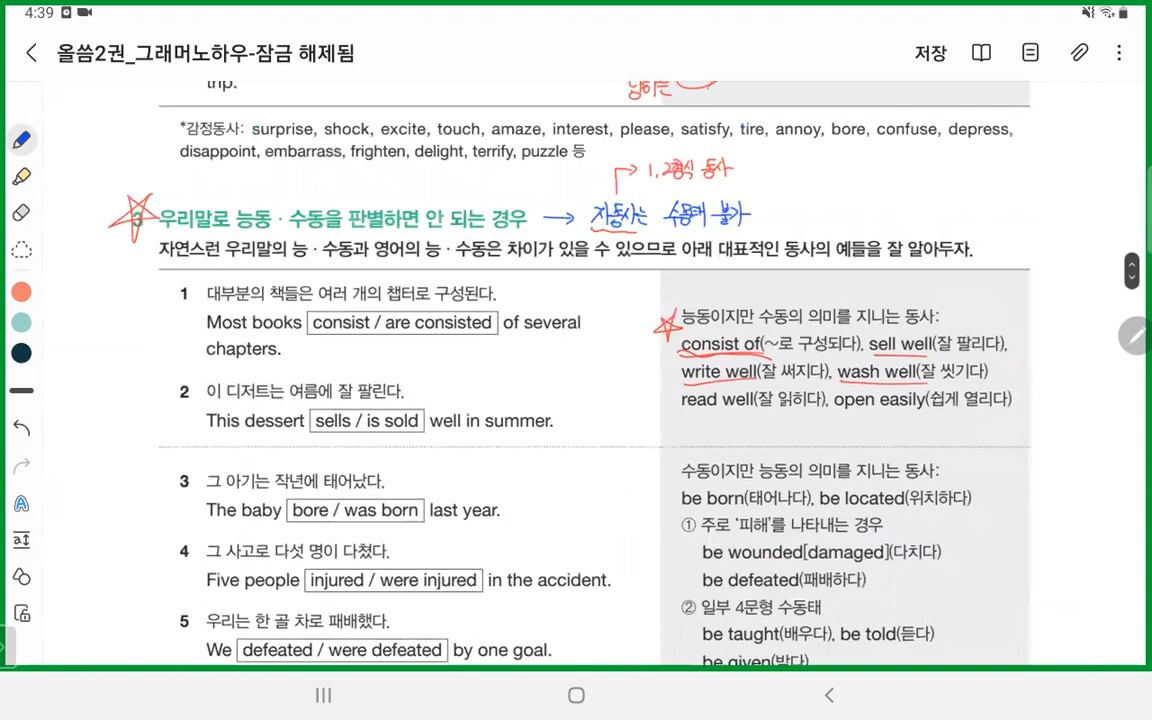 4:39
올씀2권_그래머노하우-잠금 해제됨
저장
trip.
*감정동사: surprise, shock, excite, touch, amaze, interest, please, satisfy, tire, annoy, bore, confuse, depress,
disappoint, embarrass, frighten, delight, terrify, puzzle 등
1, 2형식 동사
3 우리말로 능동·수동을 판별하면 안 되는 경우 → 자동사는 수동태 불가
자연스런 우리말의 능·수동과 영어의 능·수동은 차이가 있을 수 있으므로 아래 대표적인 동사의 예들을 잘 알아두자.
1 대부분의 책들은 여러 개의 챕터로 구성된다.
Most books consist / are consisted of several
chapters.
2 이 디저트는 여름에 잘 팔린다.
This dessert sells / is sold well in summer.
능동이지만 수동의 의미를 지니는 동사:
consist of(~로 구성되다), sell well(잘 팔리다),
write well(잘 써지다), wash well(잘 씻기다)
read well(잘 읽히다), open easily(쉽게 열리다)
3 그 아기는 작년에 태어났다.
The baby bore / was born last year.
4 그 사고로 다섯 명이 다쳤다.
Five people injured / were injured in the accident.
5 우리는 한 골 차로 패배했다.
We defeated / were defeated by one goal.
수동이지만 능동의 의미를 지니는 동사:
be born(태어나다), be located(위치하다)
① 주로 '피해'를 나타내는 경우
be wounded[damaged](다치다)
be defeated(패배하다)
② 일부 4문형 수동태
be taught(배우다), be told(듣다)
be given(받다)